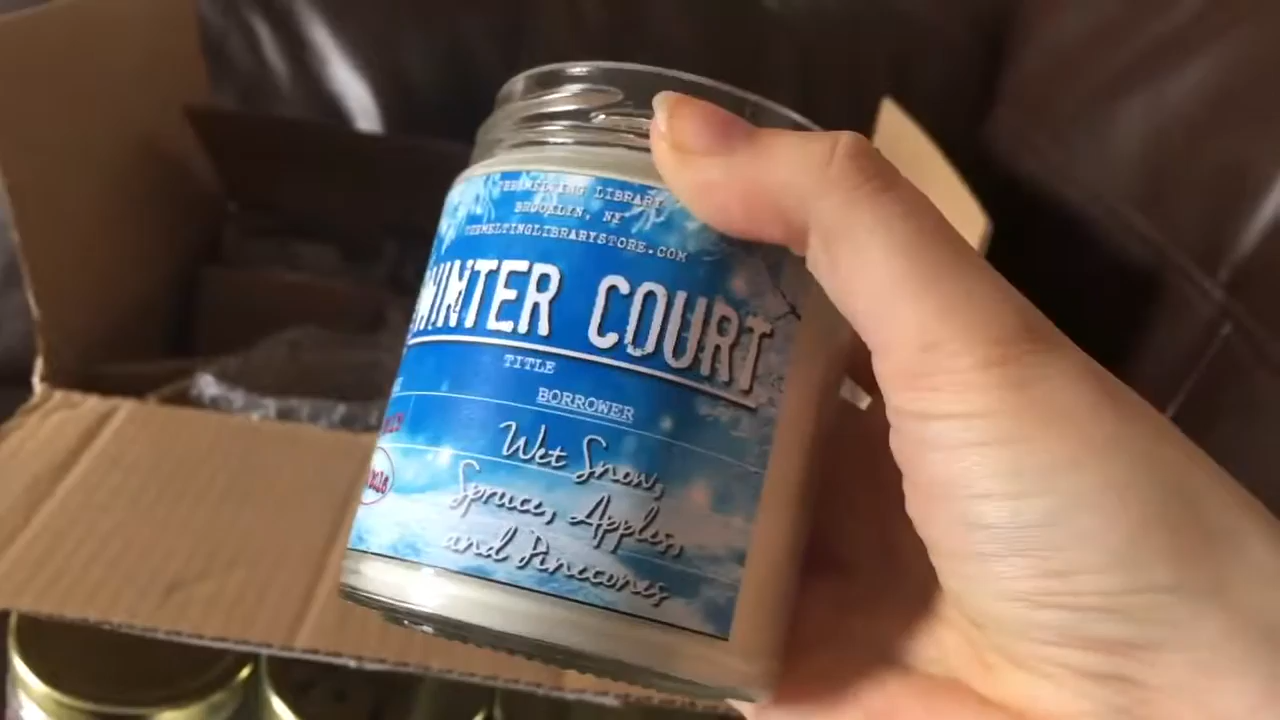 THE MELTING LIBRARY
BROOKLYN, NY
THEMELTINGLIBRARYSTORE.COM
WINTER COURT
TITLE
BORROWER
Wet Snow,
Spruce, Apples,
and Pinecones